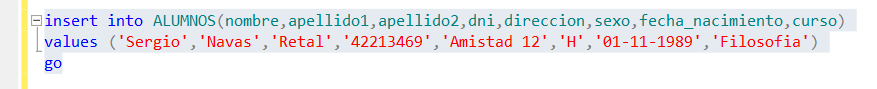 insert into ALUMNOS(nombre,apellido1,apellido2,dni,direccion,sexo,fecha_nacimiento,curso)
values ('Sergio','Navas','Retal','42213469','Amistad 12','H','01-11-1989','Filosofia')
go